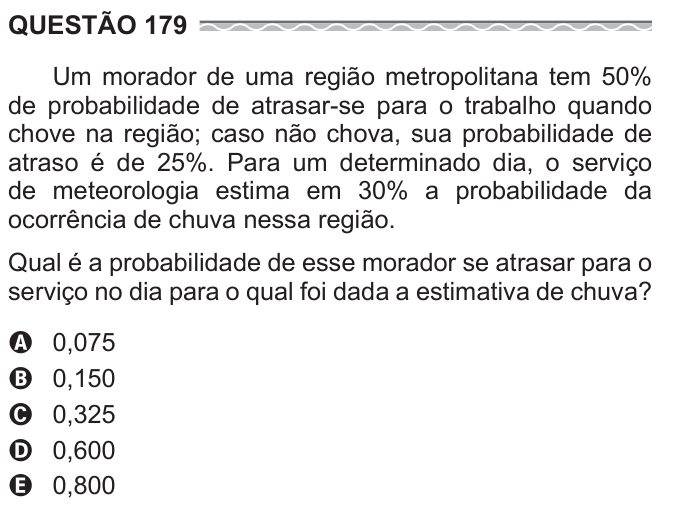 QUESTÃO 179
Um morador de uma região metropolitana tem 50%
de probabilidade de atrasar-se para o trabalho quando
chove na região; caso não chova, sua probabilidade de
atraso é de 25%. Para um determinado dia, o serviço
de meteorologia estima em 30% a probabilidade da
ocorrência de chuva nessa região.
Qual é a probabilidade de esse morador se atrasar para o
serviço no dia para o qual foi dada a estimativa de chuva?
A 0,075
B 0,150
C 0,325
D 0,600
E 0,800